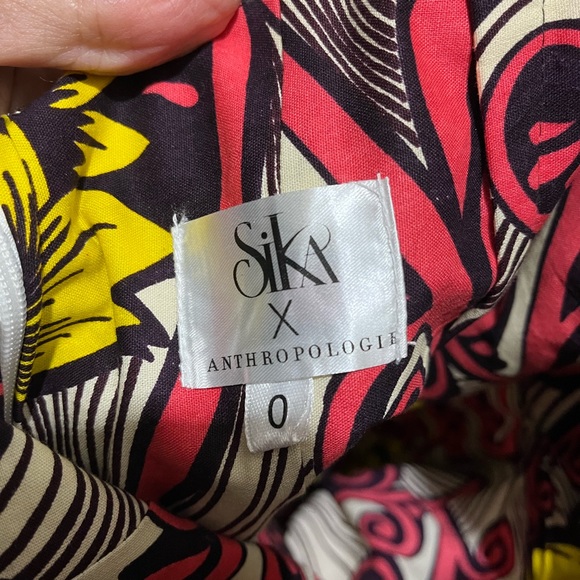 SiKA
X
ANTHROPOLOGIE
0